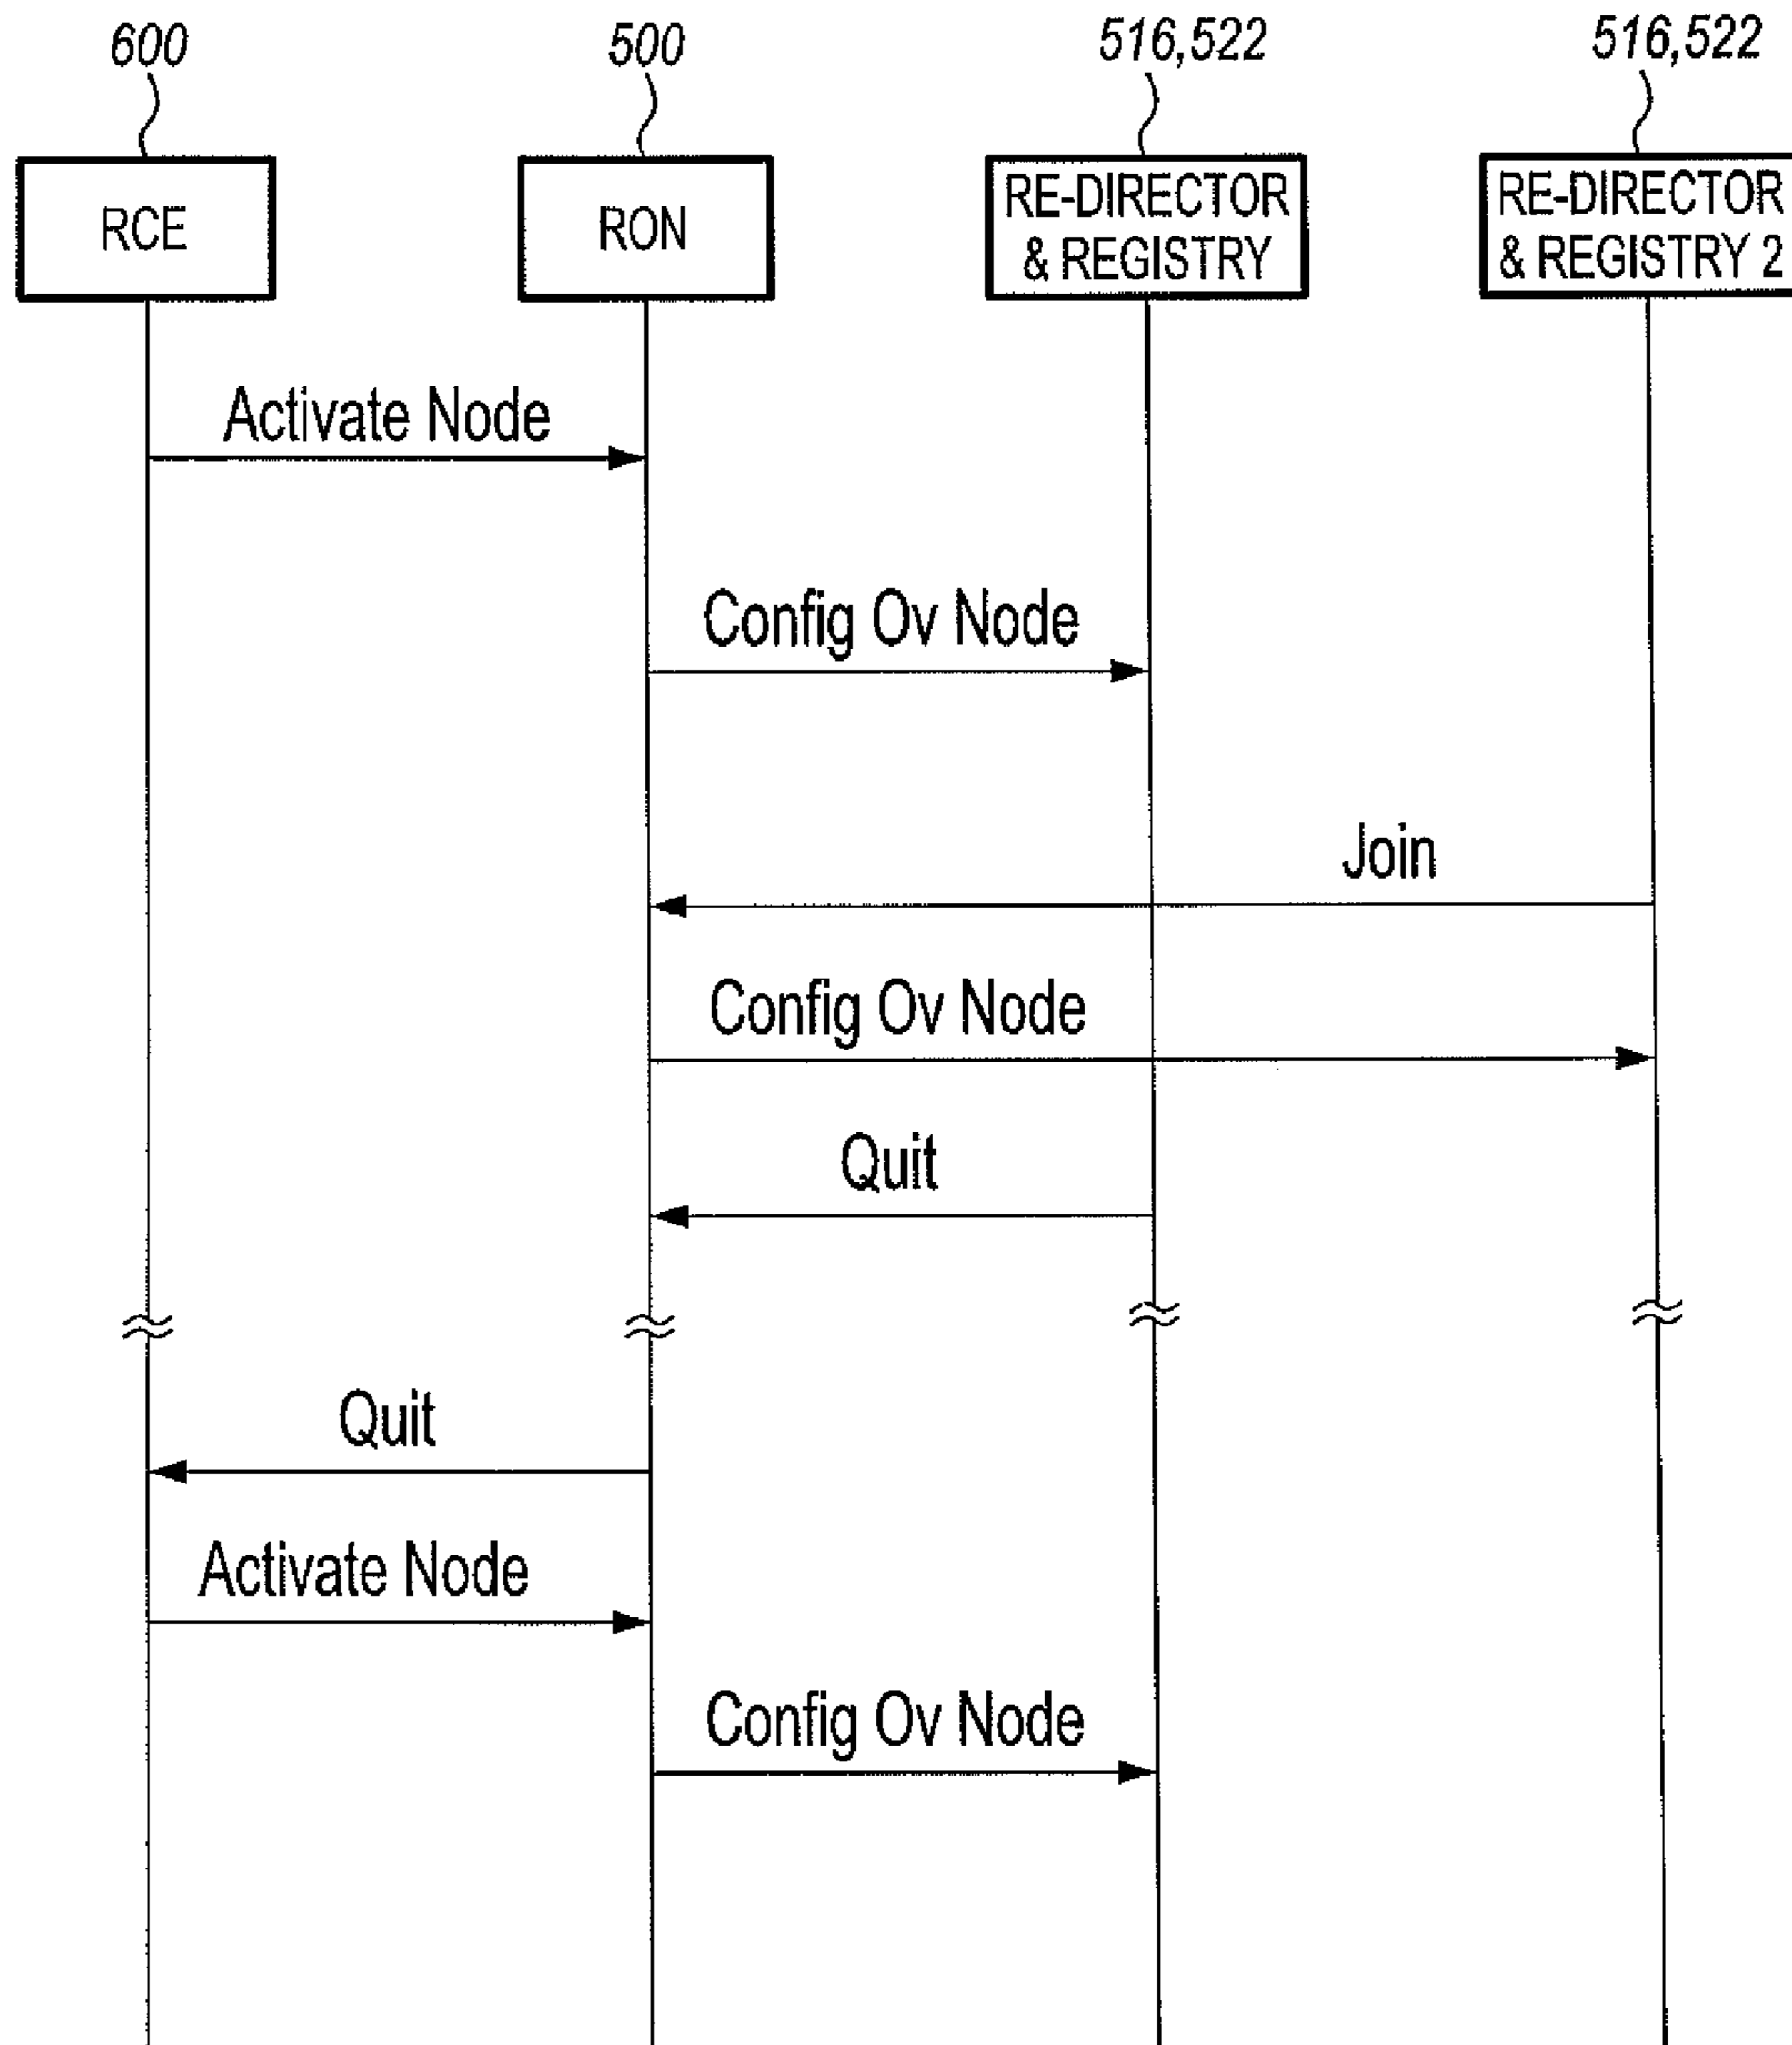 600
500
516,522
516,522
RCE
RON
RE-DIRECTOR
& REGISTRY
RE-DIRECTOR
& REGISTRY 2
Activate Node
Config Ov Node
Join
Config Ov Node
Quit
Quit
Activate Node
Config Ov Node